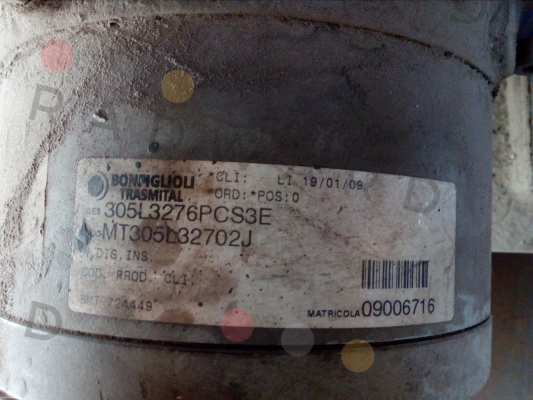 BONFIGLIOLI
TRASMITAL
*CLI: LI 19/01/09
ORD:*POS:0
DES 305L3276PCS3E
MT305L32702J
N.DIS.INS
COD. PROD. CLI.
724449
MATRICOLA 09006716